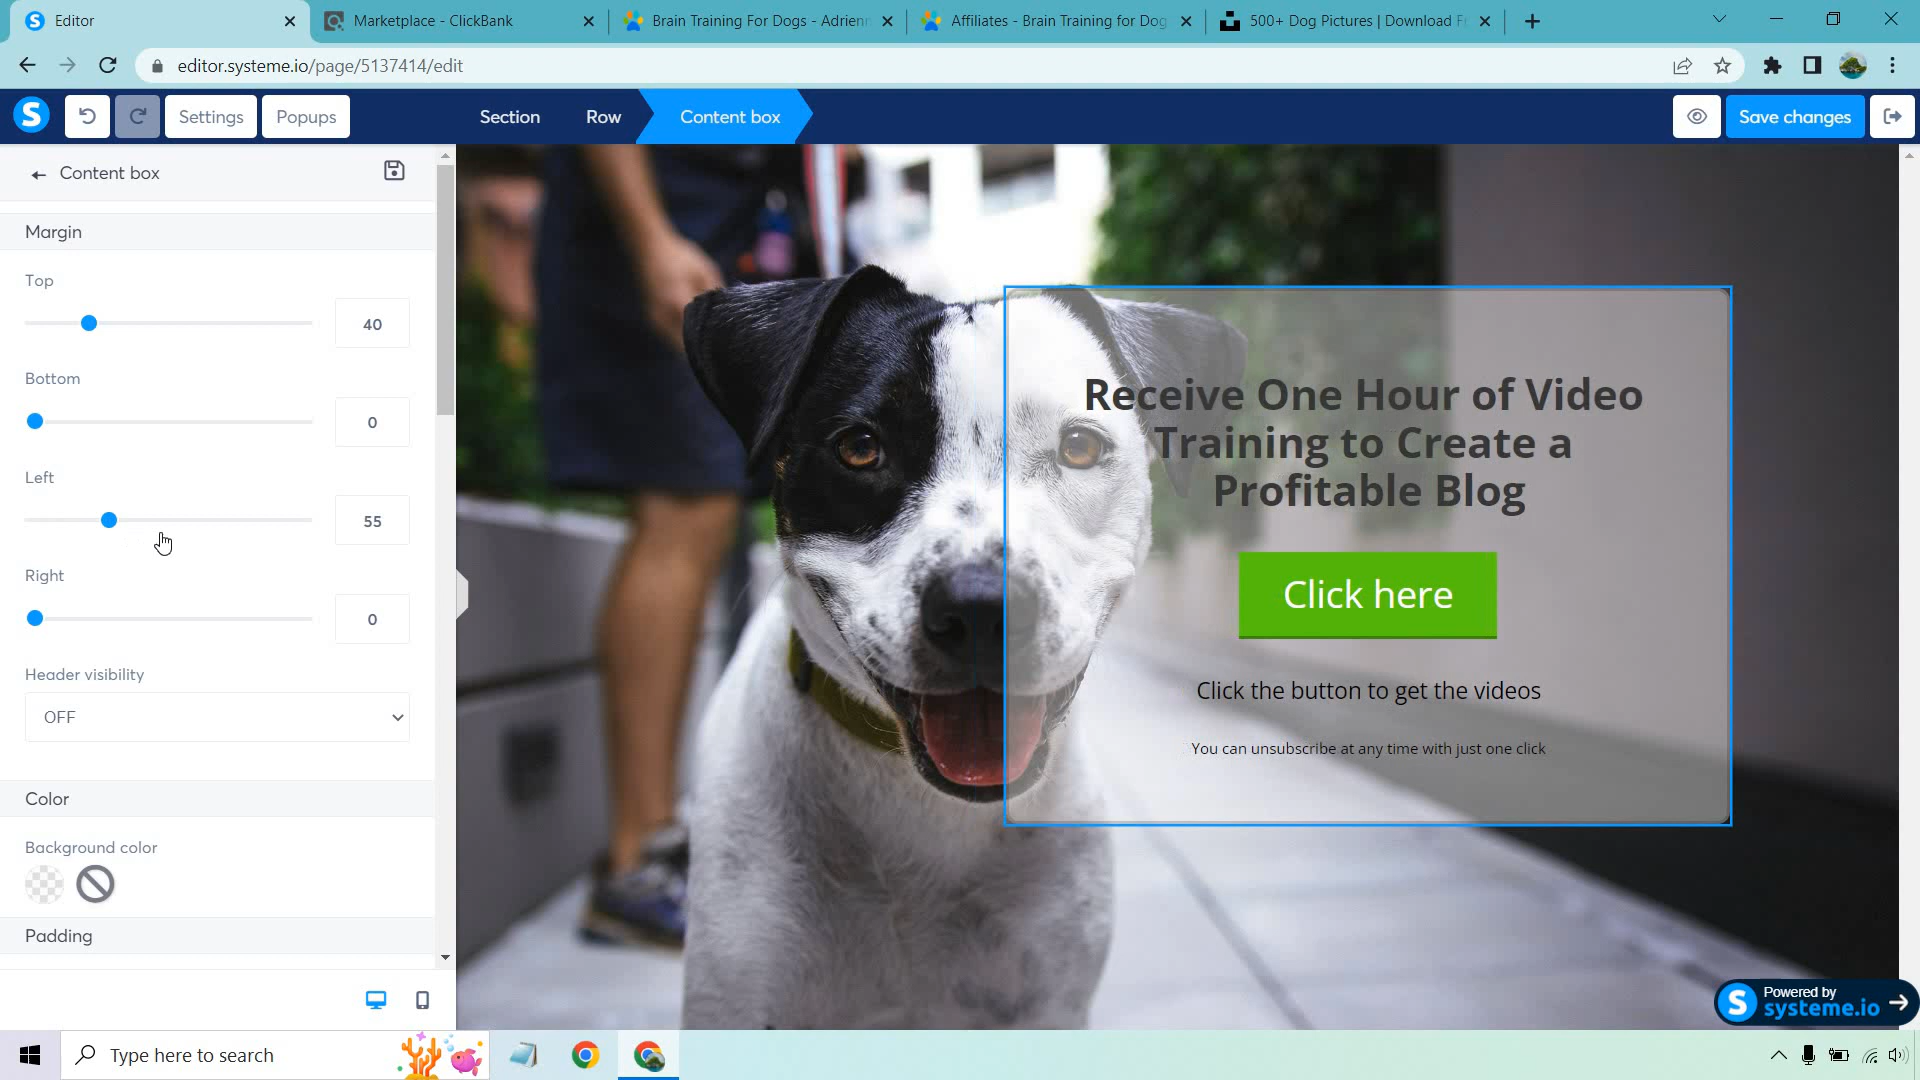 Editor
Marketplace - ClickBank
Brain Training For Dogs - Adrienn
Affiliates - Brain Training for Dog
500+ Dog Pictures | Download Fr
editor.systeme.io/page/5137414/edit
S
Settings
Popups
Section
Row
Content box
Save changes
Content box
Margin
Top
40
Bottom
0
Left
55
Right
0
Header visibility
OFF
Color
Background color
Padding
Receive One Hour of Video
Training to Create a
Profitable Blog
Click here
Click the button to get the videos
You can unsubscribe at any time with just one click
S
Powered by
systeme.io
Type here to search